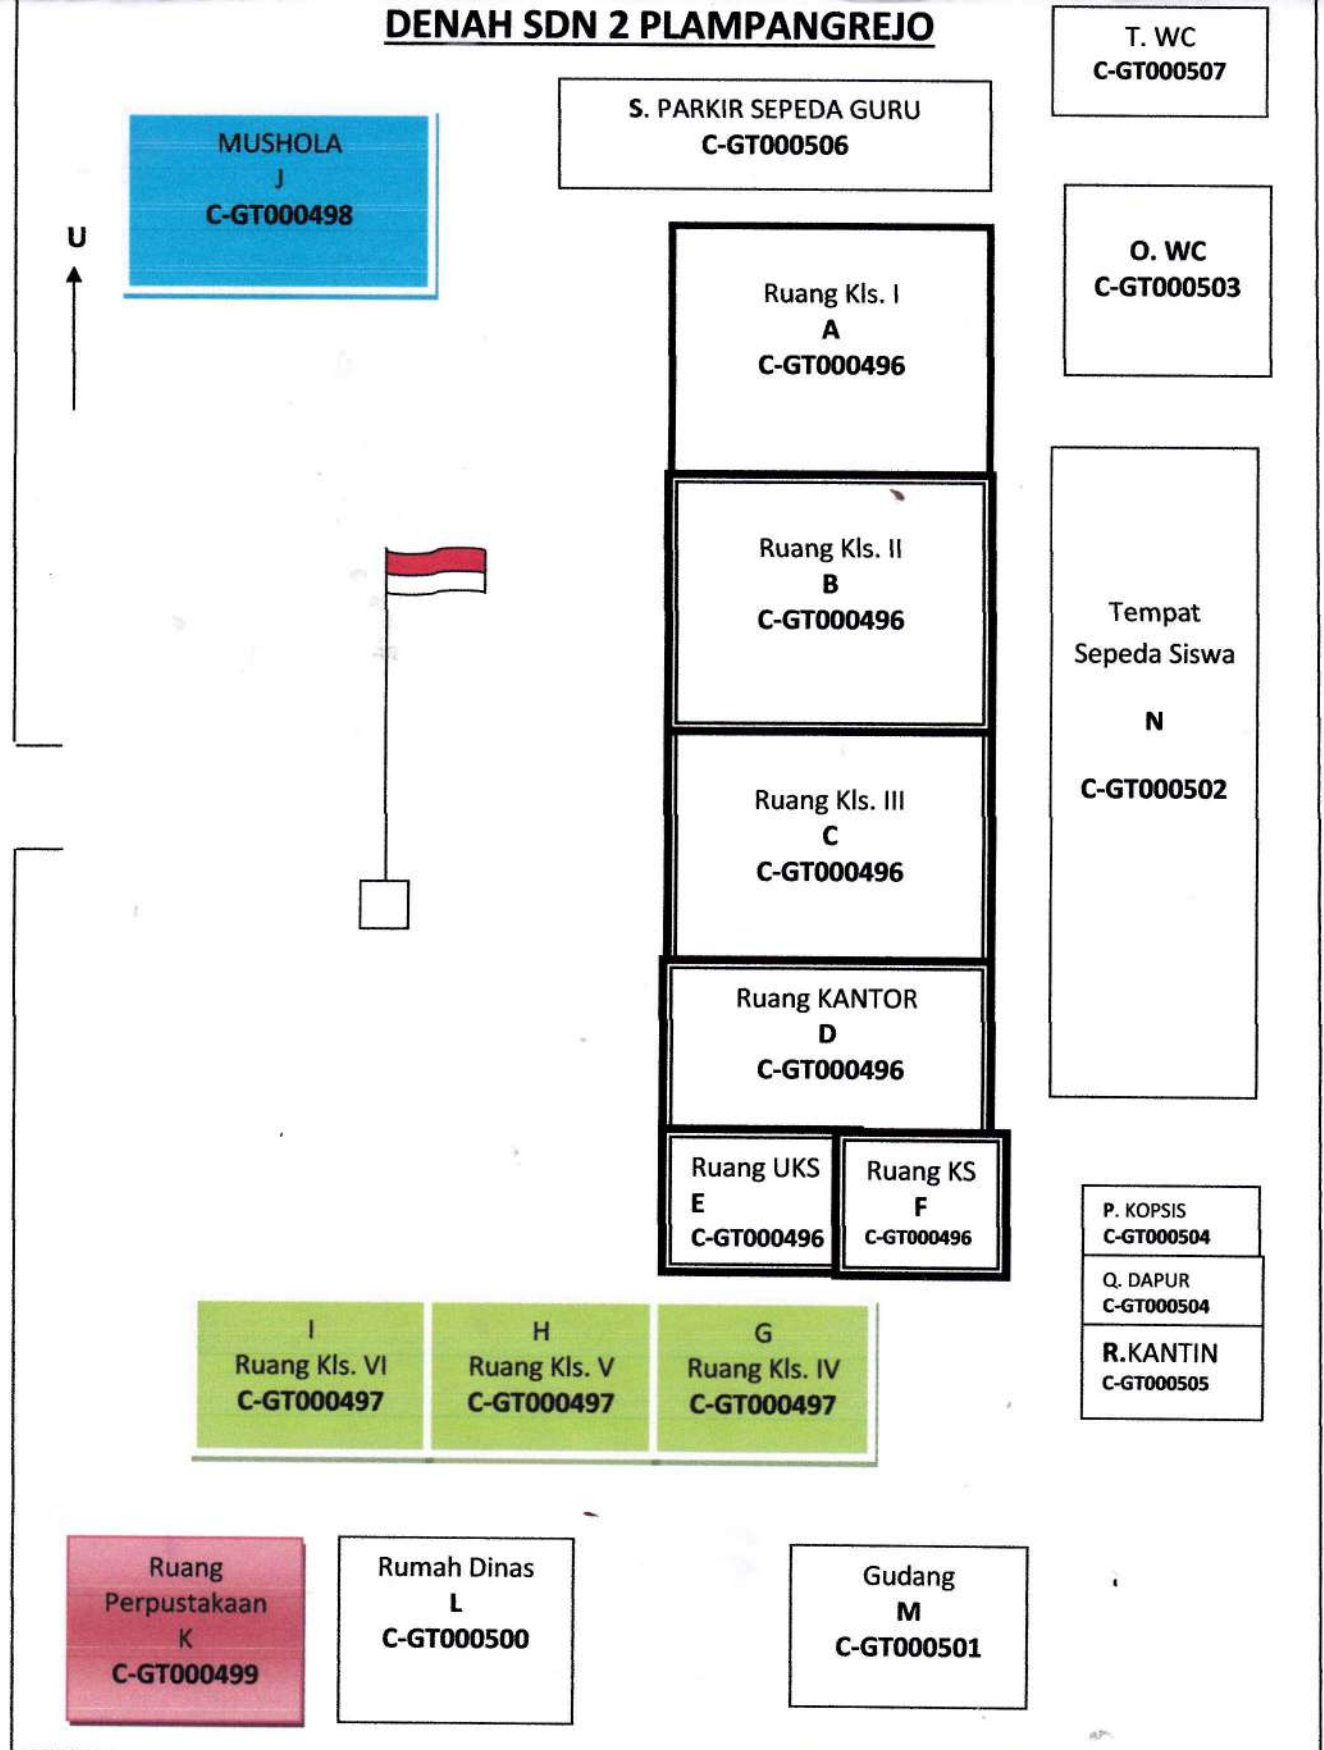 DENAH SDN 2 PLAMPANGREJO
T. WC
C-GT000507
S. PARKIR SEPEDA GURU
C-GT000506
MUSHOLA
J
C-GT000498
U
O. WC
C-GT000503
Ruang Kls. I
A
C-GT000496
Ruang Kls. II
B
C-GT000496
Tempat
Sepeda Siswa
N
C-GT000502
Ruang Kls. III
C
C-GT000496
Ruang KANTOR
D
C-GT000496
Ruang UKS
E
C-GT000496
Ruang KS
F
C-GT000496
P. KOPSIS
C-GT000504
Q. DAPUR
C-GT000504
R.KANTIN
C-GT000505
I
Ruang Kls. VI
C-GT000497
H
Ruang Kls. V
C-GT000497
G
Ruang Kls. IV
C-GT000497
Ruang
Perpustakaan
K
C-GT000499
Rumah Dinas
L
C-GT000500
Gudang
M
C-GT000501